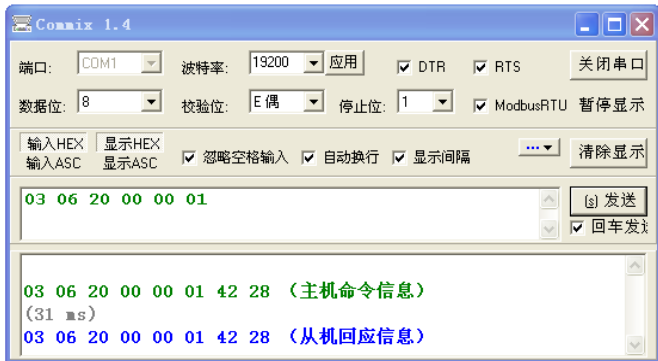 Commix 1.4
端口: COM1 波特率: 19200 应用 DTR RTS 关闭串口
数据位: 8 校验位: E 偶 停止位: 1 ModbusRTU 暂停显示
输入HEX 显示HEX
输入ASC 显示ASC 忽略空格输入 自动换行 显示间隔 ... 清除显示
03 06 20 00 00 01 (s) 发送
回车发送
03 06 20 00 00 01 42 28 (主机命令信息)
(31 ms)
03 06 20 00 00 01 42 28 (从机回应信息)